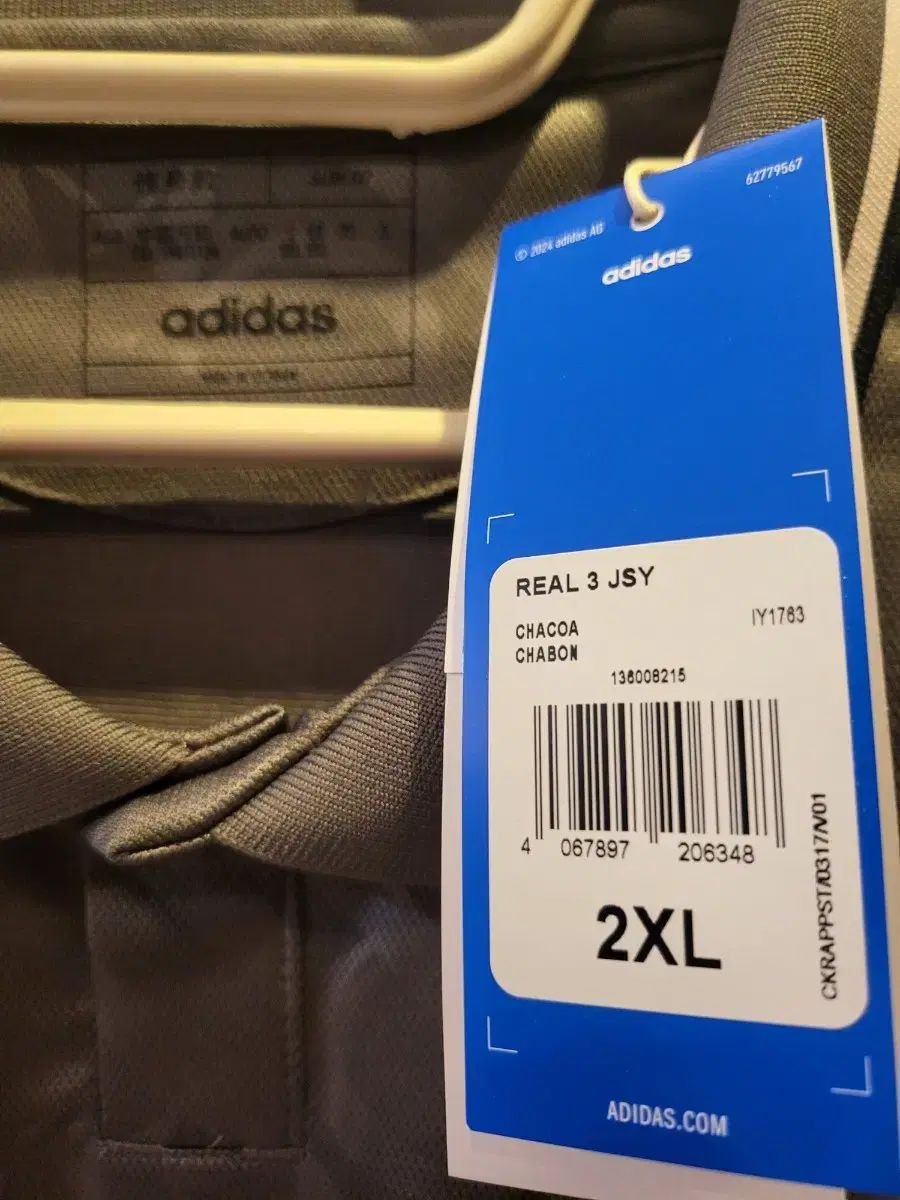 adidas
62779567
© 2024 adidas AG
adidas
REAL 3 JSY
IY1763
CHACOA
CHABON
136008215
4 067897 206348
2XL
CKRAPPST/0317/V01
ADIDAS.COM